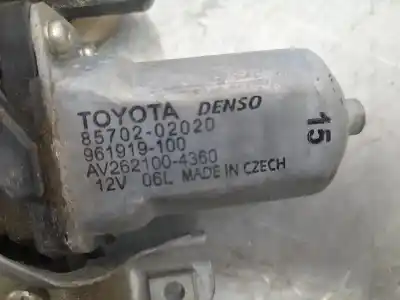 TOYOTA DENSO
85702-02020
961919-100
AV262100-4360
12V 06L MADE IN CZECH
15